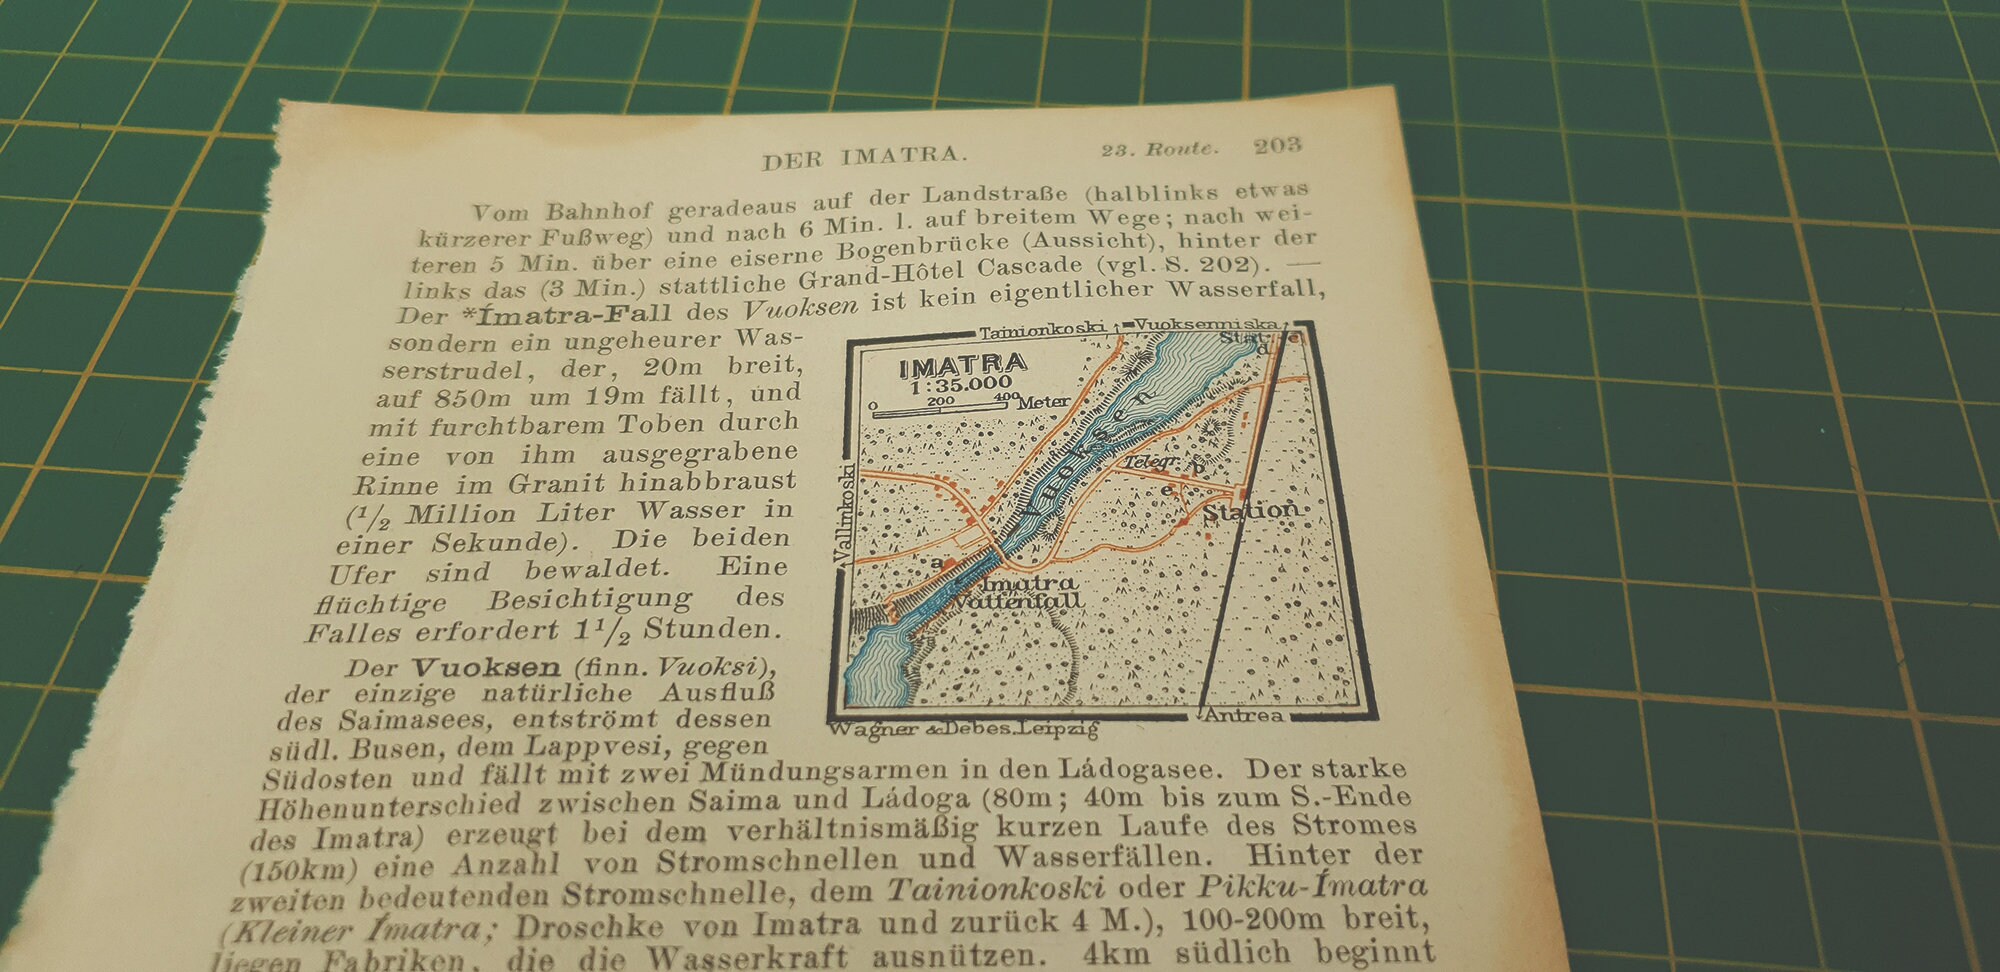 DER IMATRA. 23. Route. 203
Vom Bahnhof geradeaus auf der Landstraße (halblinks etwas
kürzerer Fußweg) und nach 6 Min. l. auf breitem Wege; nach wei-
teren 5 Min. über eine eiserne Bogenbrücke (Aussicht), hinter der
links das (3 Min.) stattliche Grand-Hôtel Cascade (vgl. S. 202). —
Der *Ímatra-Fall des Vuoksen ist kein eigentlicher Wasserfall,
sondern ein ungeheurer Was-
serstrudel, der, 20m breit,
auf 850m um 19m fällt, und
mit furchtbarem Toben durch
eine von ihm ausgegrabene
Rinne im Granit hinabbraust
(1/2 Million Liter Wasser in
einer Sekunde). Die beiden
Ufer sind bewaldet. Eine
flüchtige Besichtigung des
Falles erfordert 1 1/2 Stunden.
Der Vuoksen (finn. Vuoksi),
der einzige natürliche Ausfluß
des Saimasees, entströmt dessen
südl. Busen, dem Lappvesi, gegen
Tainionkoski Vuoksenniska
Stat.
d e
IMATRA
1:35.000
0 200 400 Meter
Vuoksen
Telegr. b
e
Station
Vallinkoski
a
Imatra
Vattenfall
Antrea
Wagner & Debes, Leipzig
Südosten und fällt mit zwei Mündungsarmen in den Ládogasee. Der starke
Höhenunterschied zwischen Saima und Ládoga (80m; 40m bis zum S.-Ende
des Imatra) erzeugt bei dem verhältnismäßig kurzen Laufe des Stromes
(150km) eine Anzahl von Stromschnellen und Wasserfällen. Hinter der
zweiten bedeutenden Stromschnelle, dem Tainionkoski oder Pikku-Ímatra
(Kleiner Ímatra; Droschke von Imatra und zurück 4 M.), 100-200m breit,
liegen Fabriken, die die Wasserkraft ausnützen. 4km südlich beginnt